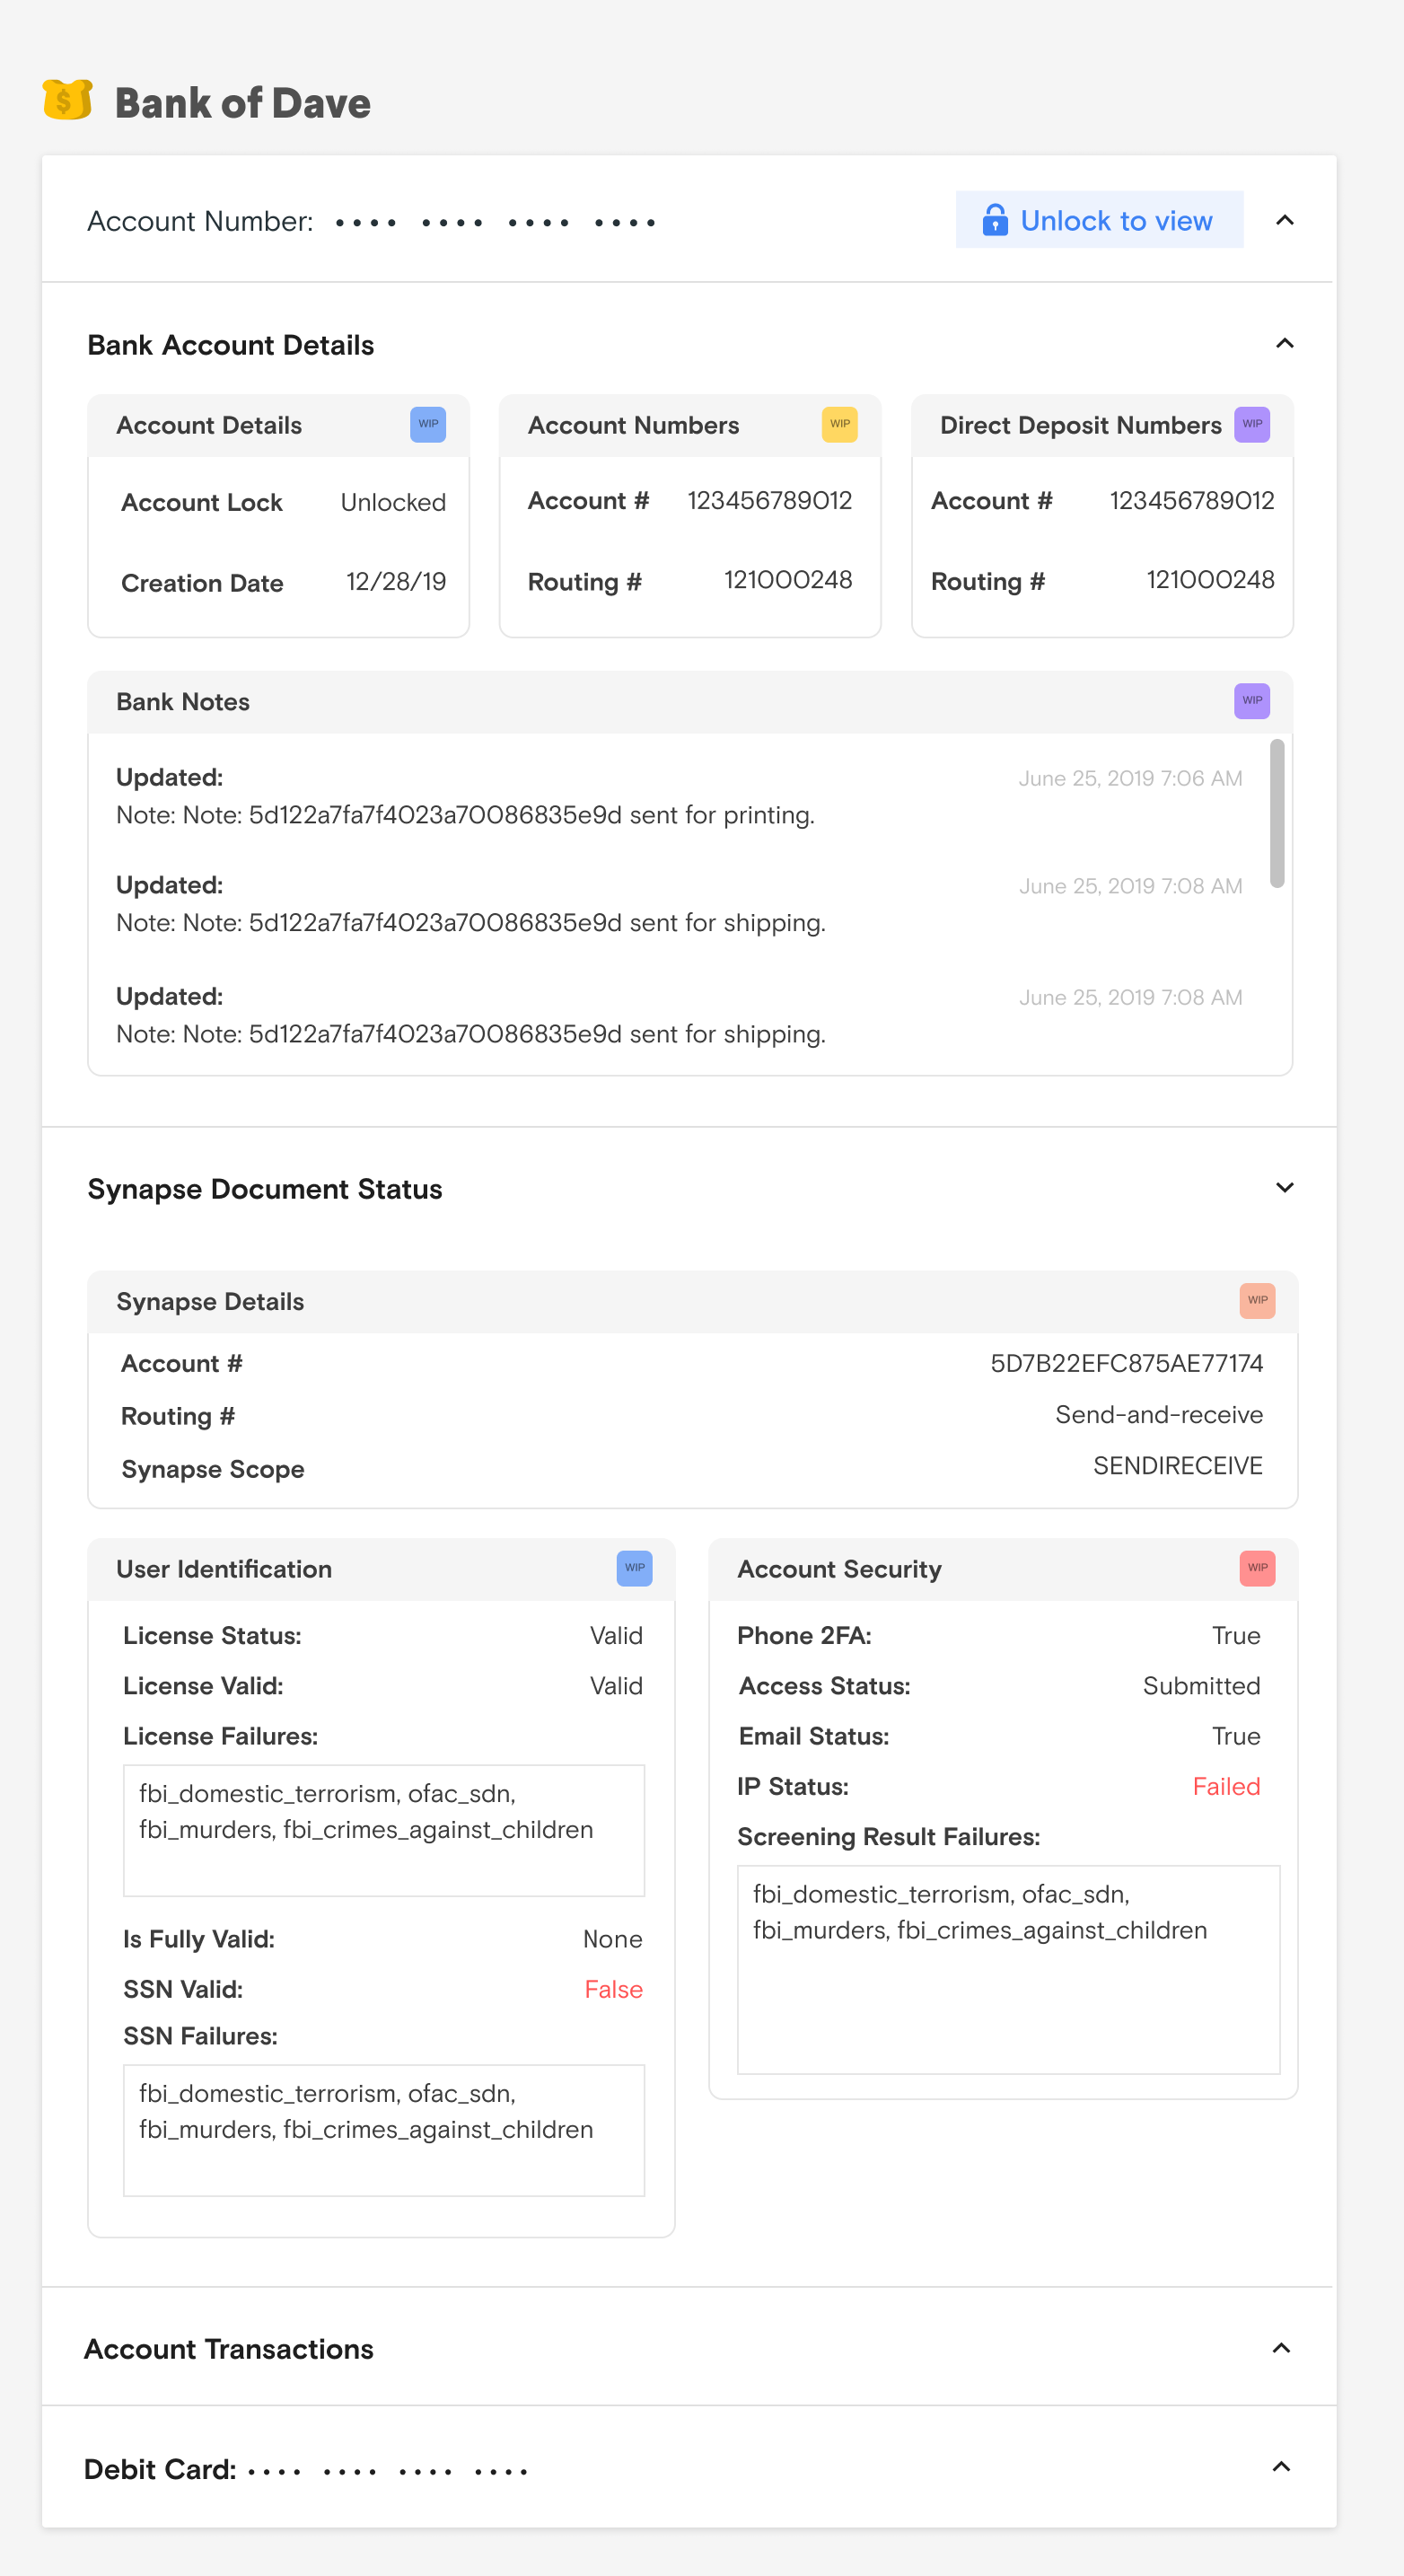 Bank of Dave
Account Number: •••• •••• •••• •••• Unlock to view
Bank Account Details
Account Details WIP
Account Lock Unlocked
Creation Date 12/28/19
Account Numbers WIP
Account # 123456789012
Routing # 121000248
Direct Deposit Numbers WIP
Account # 123456789012
Routing # 121000248
Bank Notes WIP
Updated: June 25, 2019 7:06 AM
Note: Note: 5d122a7fa7f4023a70086835e9d sent for printing.
Updated: June 25, 2019 7:08 AM
Note: Note: 5d122a7fa7f4023a70086835e9d sent for shipping.
Updated: June 25, 2019 7:08 AM
Note: Note: 5d122a7fa7f4023a70086835e9d sent for shipping.
Synapse Document Status
Synapse Details WIP
Account # 5D7B22EFC875AE77174
Routing # Send-and-receive
Synapse Scope SENDIRECEIVE
User Identification WIP
License Status: Valid
License Valid: Valid
License Failures:
fbi_domestic_terrorism, ofac_sdn,
fbi_murders, fbi_crimes_against_children
Is Fully Valid: None
SSN Valid: False
SSN Failures:
fbi_domestic_terrorism, ofac_sdn,
fbi_murders, fbi_crimes_against_children
Account Security WIP
Phone 2FA: True
Access Status: Submitted
Email Status: True
IP Status: Failed
Screening Result Failures:
fbi_domestic_terrorism, ofac_sdn,
fbi_murders, fbi_crimes_against_children
Account Transactions
Debit Card: •••• •••• •••• ••••